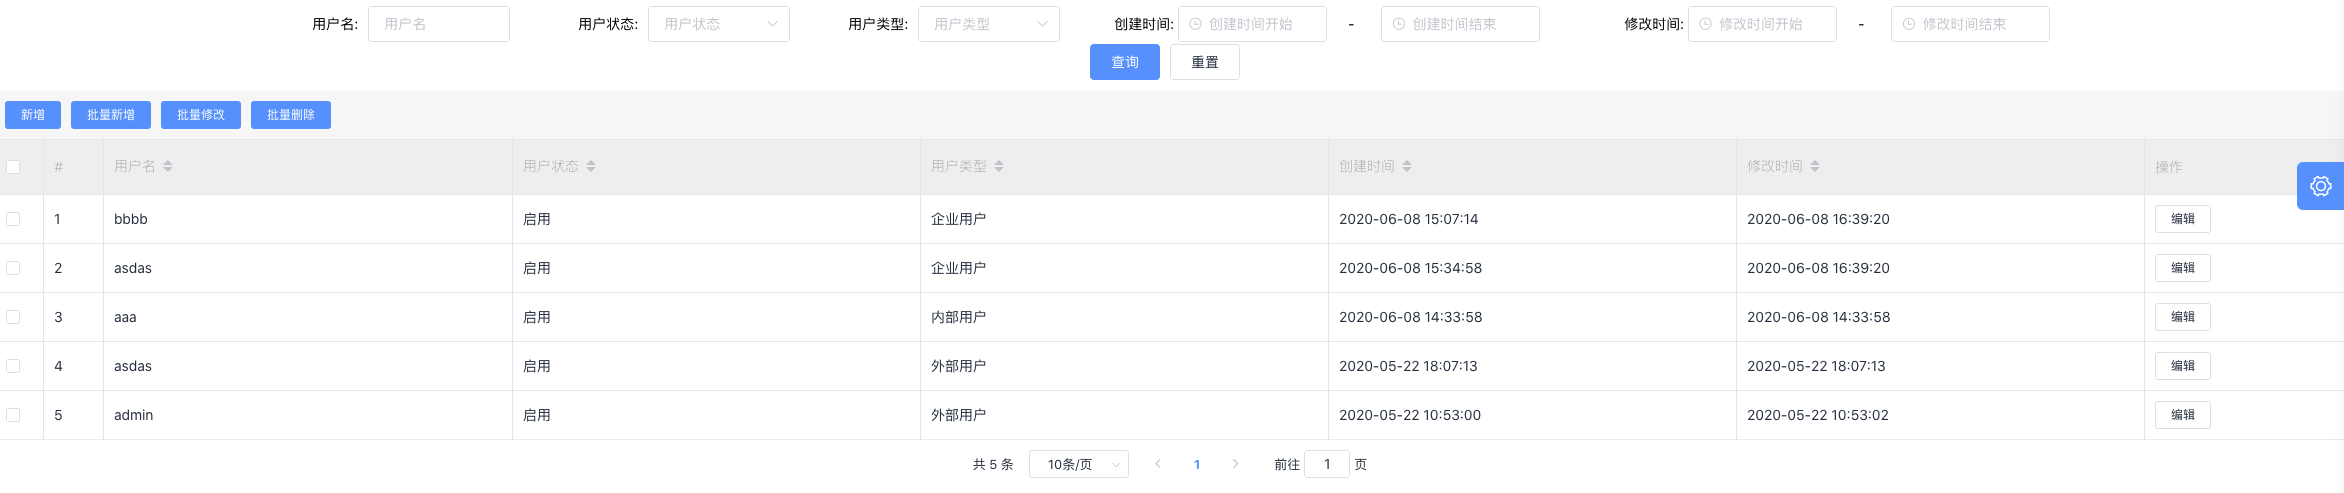 用户名: 用户名 用户状态: 用户状态 用户类型: 用户类型 创建时间: 创建时间开始 - 创建时间结束 修改时间: 修改时间开始 - 修改时间结束
查询 重置
新增 批量新增 批量修改 批量删除
# 用户名 用户状态 用户类型 创建时间 修改时间 操作
1 bbbb 启用 企业用户 2020-06-08 15:07:14 2020-06-08 16:39:20 编辑
2 asdas 启用 企业用户 2020-06-08 15:34:58 2020-06-08 16:39:20 编辑
3 aaa 启用 内部用户 2020-06-08 14:33:58 2020-06-08 14:33:58 编辑
4 asdas 启用 外部用户 2020-05-22 18:07:13 2020-05-22 18:07:13 编辑
5 admin 启用 外部用户 2020-05-22 10:53:00 2020-05-22 10:53:02 编辑
共 5 条 10条/页 1 前往 1 页